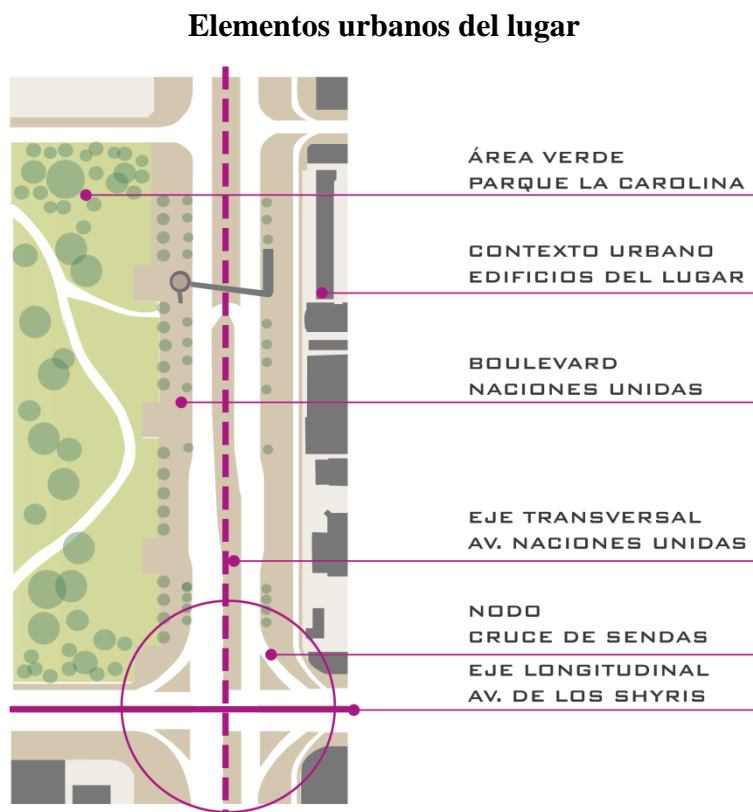 Elementos urbanos del lugar
ÁREA VERDE
PARQUE LA CAROLINA
CONTEXTO URBANO
EDIFICIOS DEL LUGAR
BOULEVARD
NACIONES UNIDAS
EJE TRANSVERSAL
AV. NACIONES UNIDAS
NODO
CRUCE DE SENDAS
EJE LONGITUDINAL
AV. DE LOS SHYRIS